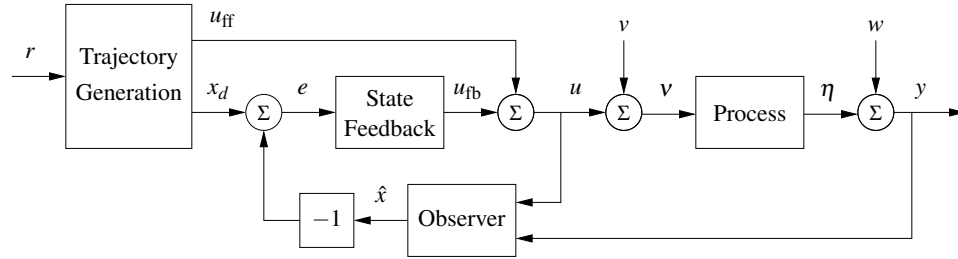 r
Trajectory
Generation
u_ff
x_d
Σ
e
State
Feedback
u_fb
Σ
u
v
Σ
ν
Process
η
w
Σ
y
−1
x̂
Observer